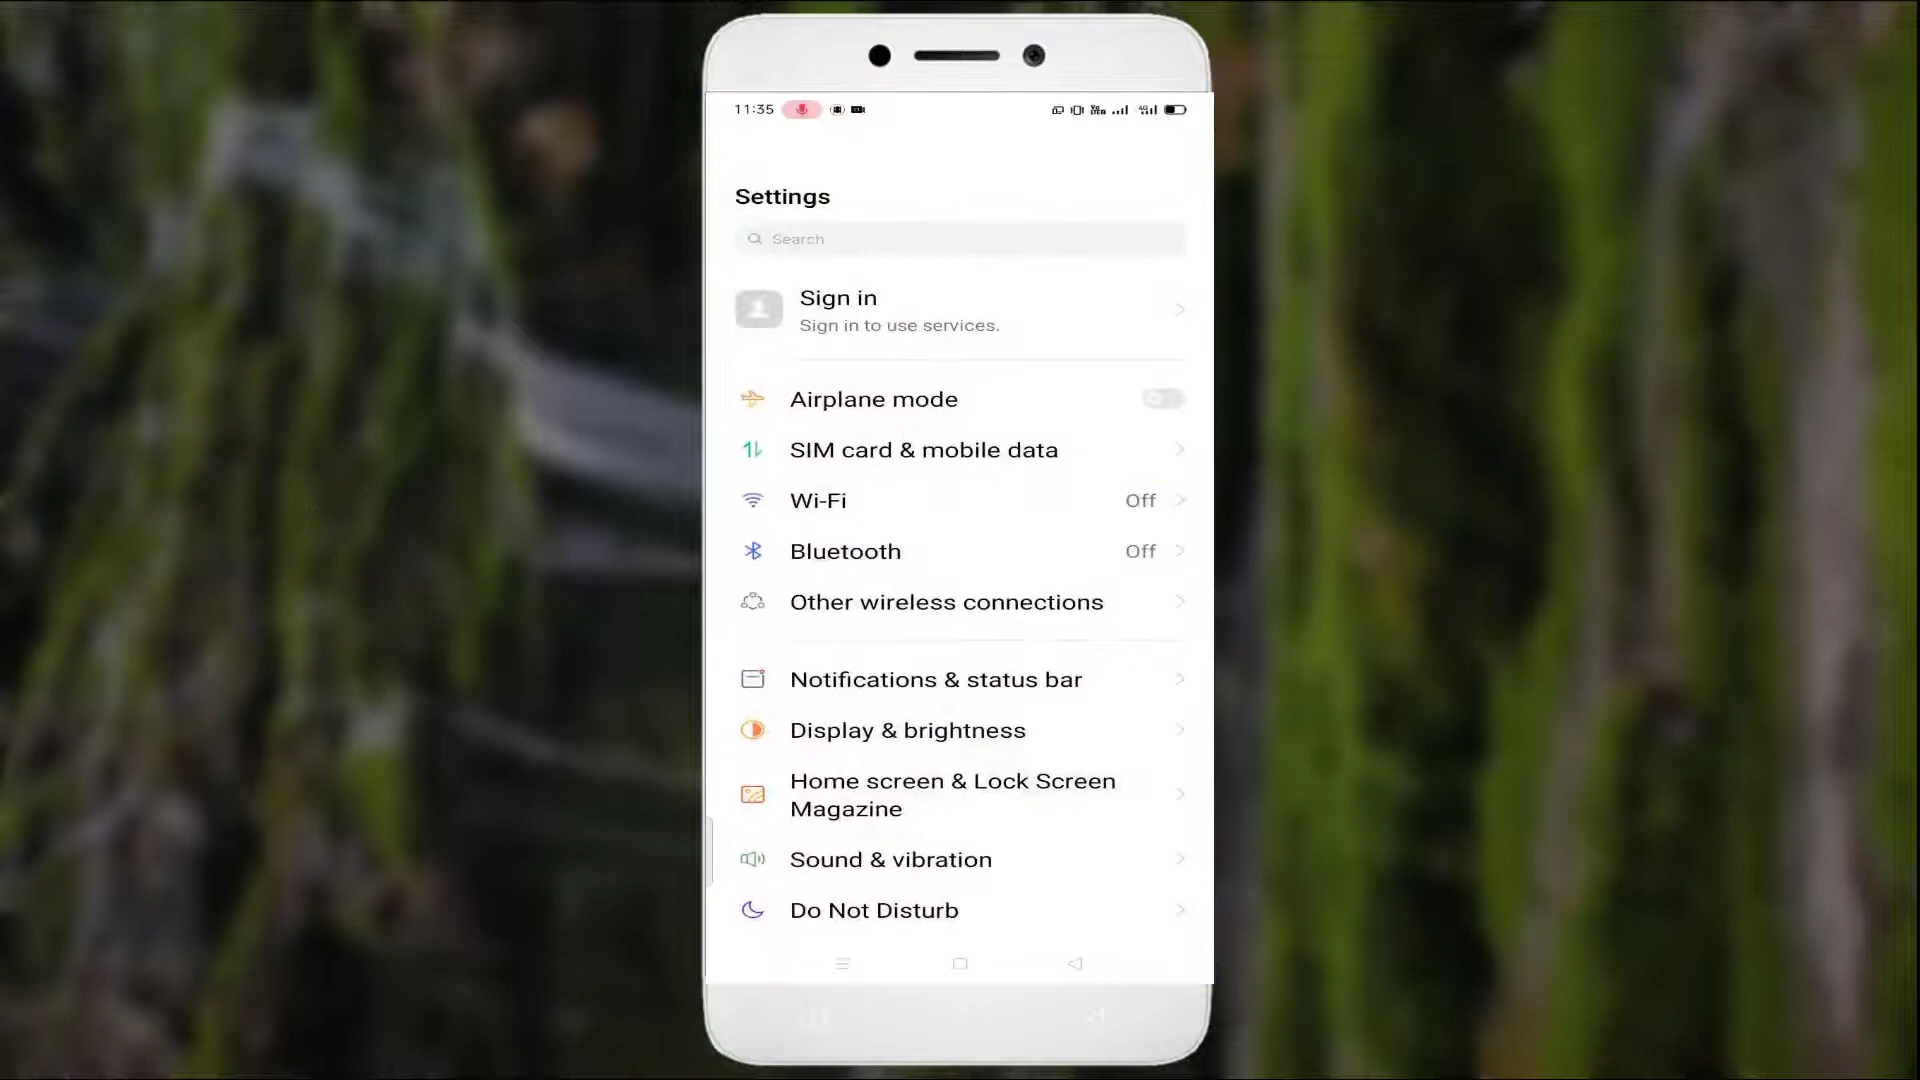 11:35
Settings
Search
Sign in
Sign in to use services.
Airplane mode
SIM card & mobile data
Wi-Fi Off
Bluetooth Off
Other wireless connections
Notifications & status bar
Display & brightness
Home screen & Lock Screen
Magazine
Sound & vibration
Do Not Disturb